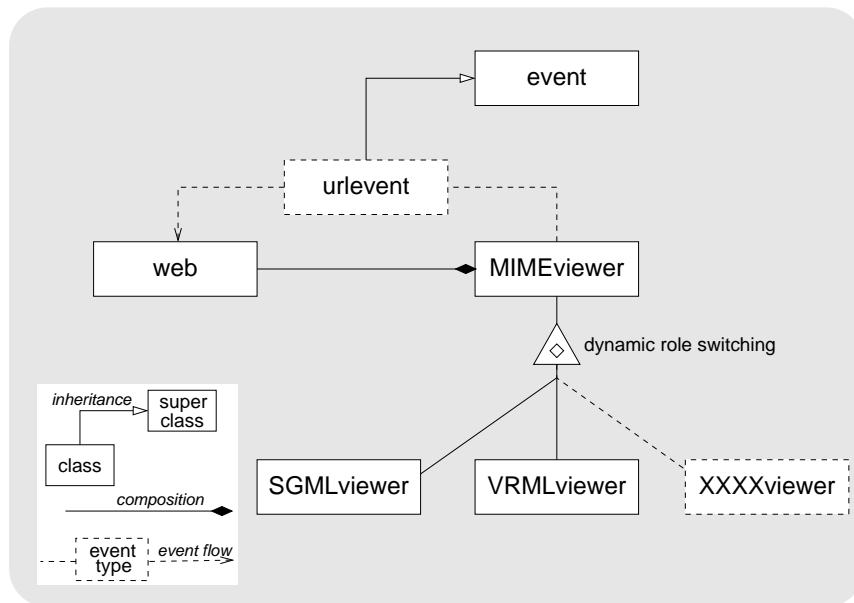 event
urlevent
web
MIMEviewer
dynamic role switching
inheritance
super
class
class
SGMLviewer
VRMLviewer
XXXXviewer
composition
event
type
event flow